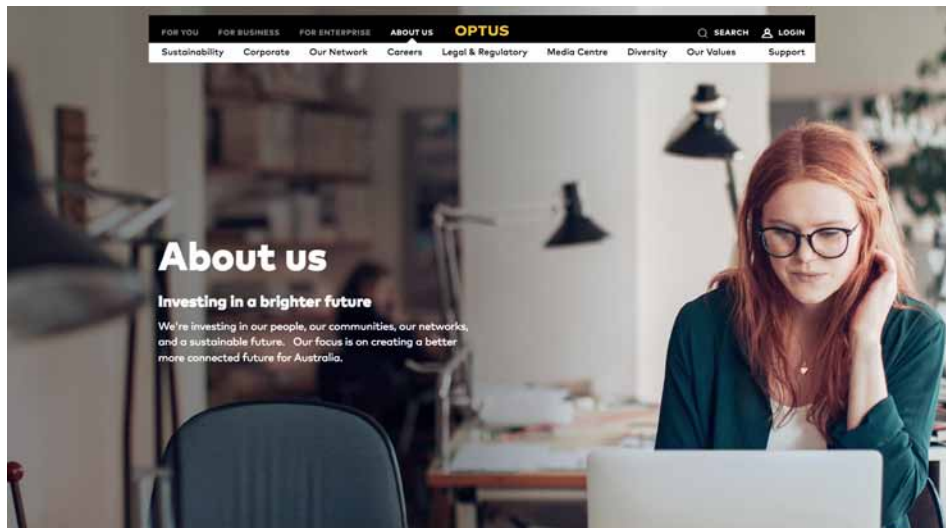 FOR YOU FOR BUSINESS FOR ENTERPRISE ABOUT US OPTUS SEARCH LOGIN
Sustainability Corporate Our Network Careers Legal & Regulatory Media Centre Diversity Our Values Support
About us
Investing in a brighter future
We're investing in our people, our communities, our networks,
and a sustainable future. Our focus is on creating a better
more connected future for Australia.